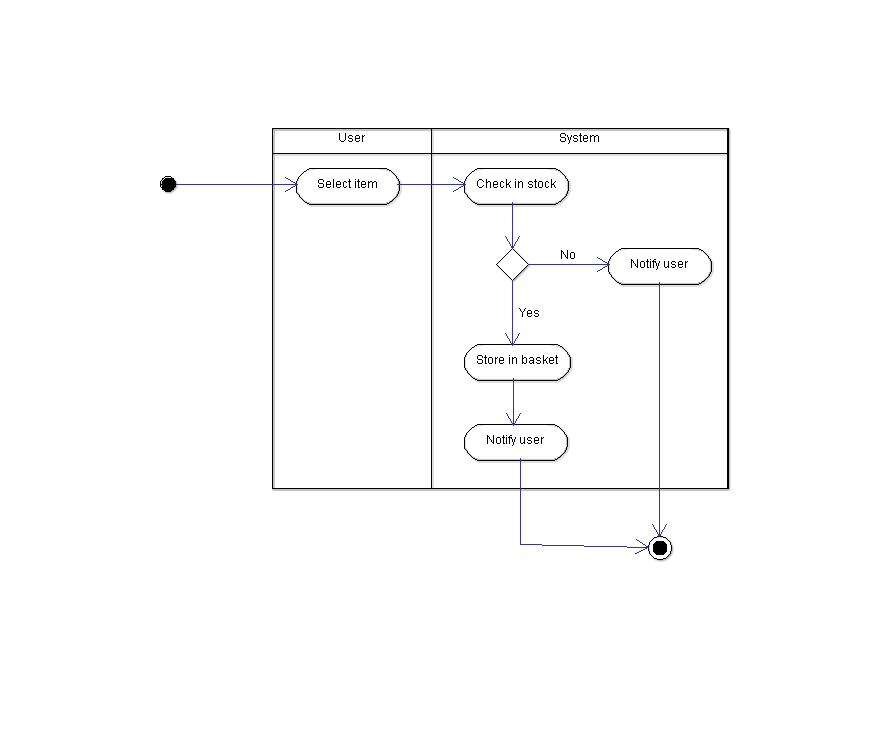 User
System
Select item
Check in stock
No
Notify user
Yes
Store in basket
Notify user